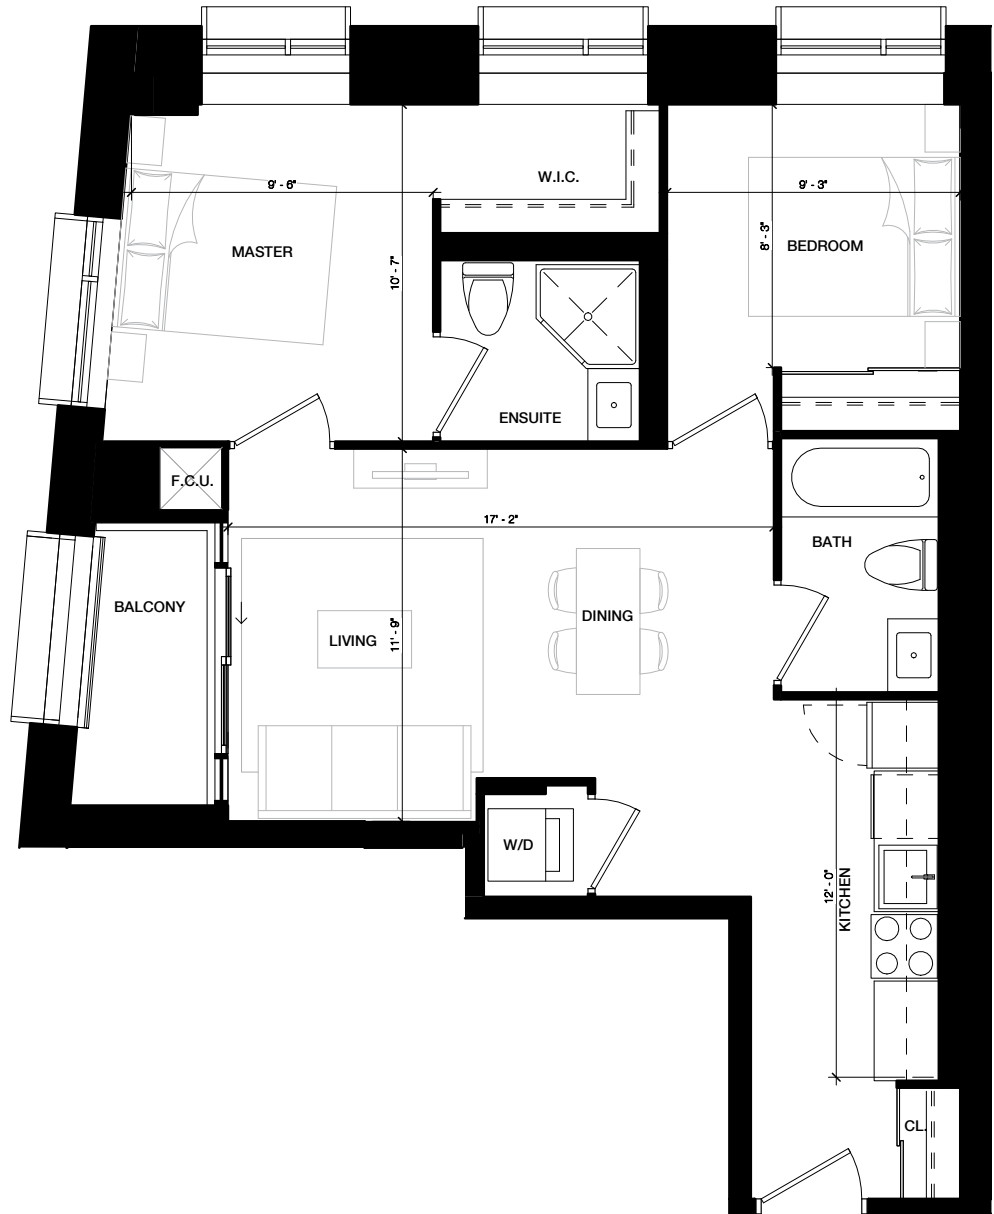 W.I.C.
9' - 6"
9' - 3"
MASTER
10' - 7"
8' - 3"
BEDROOM
ENSUITE
F.C.U.
17' - 2"
BATH
BALCONY
LIVING
11' - 9"
DINING
W/D
12' - 0"
KITCHEN
CL.